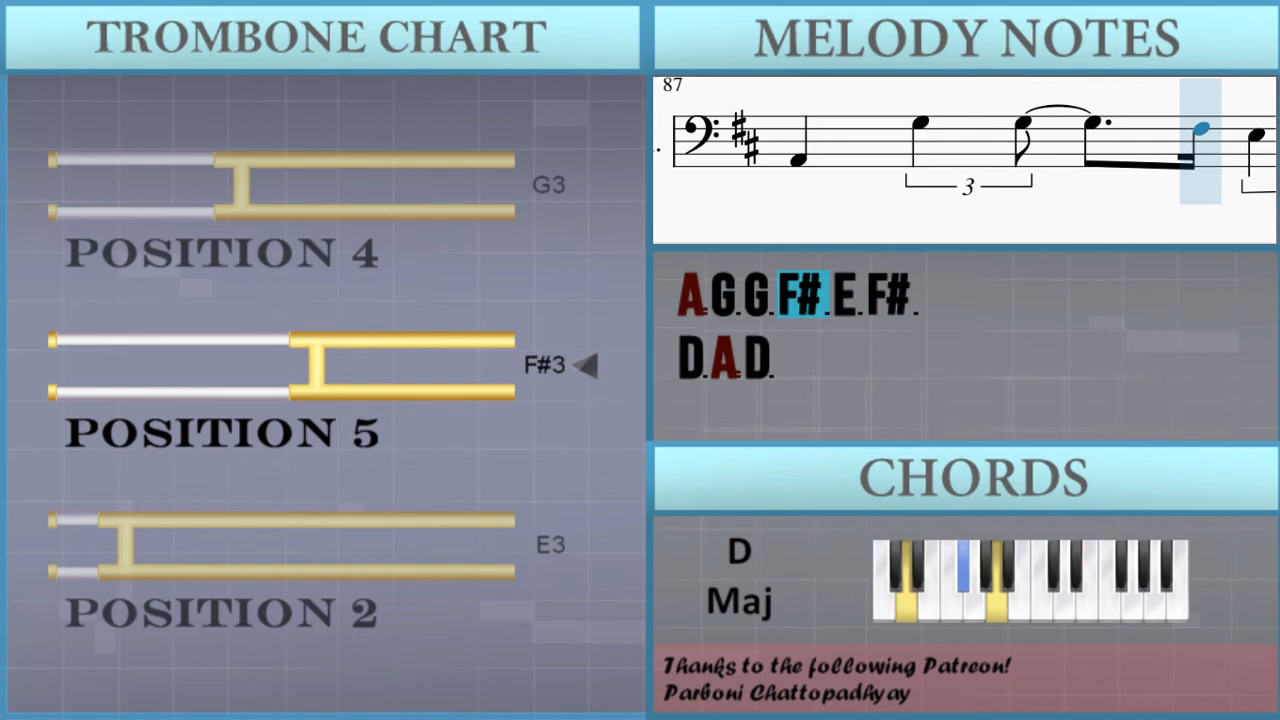 TROMBONE CHART
G3
POSITION 4
F#3
POSITION 5
E3
POSITION 2
MELODY NOTES
87
3
A.G.G.F#.E.F#.
D.A.D.
CHORDS
D
Maj
Thanks to the following Patreon!
Parboni Chattopadhyay